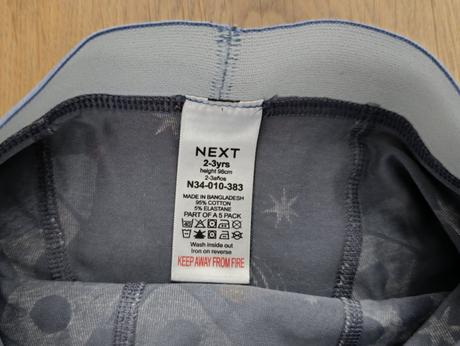 NEXT
2-3yrs
height 98cm
2-3años
N34-010-383
MADE IN BANGLADESH
95% COTTON
5% ELASTANE
PART OF A 5 PACK
Wash inside out
Iron on reverse
KEEP AWAY FROM FIRE